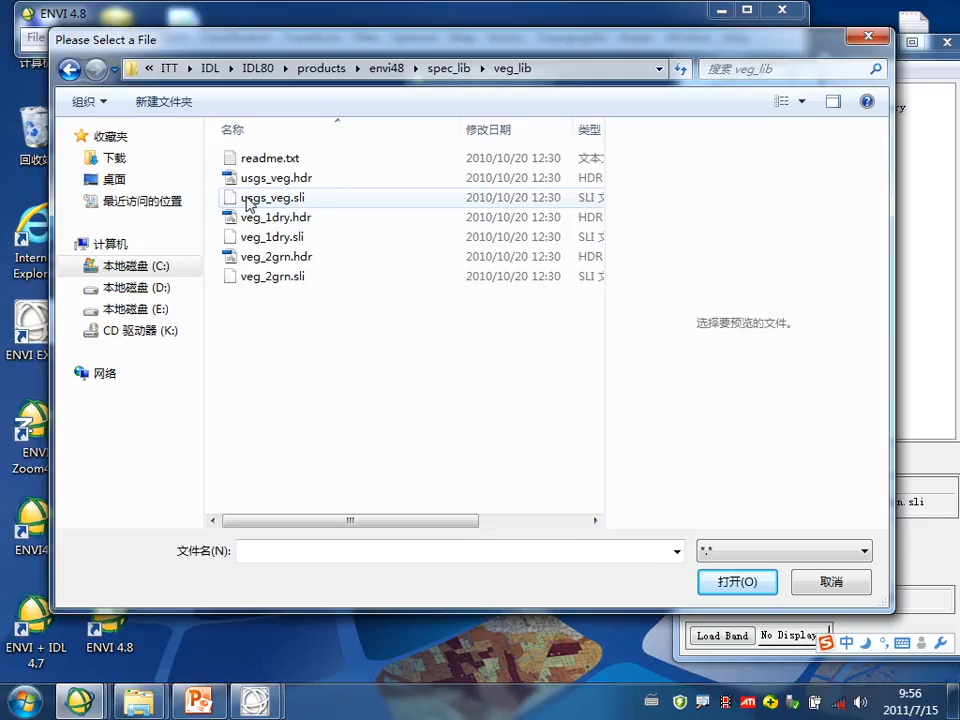 ENVI 4.8
File
Please Select a File
« ITT IDL IDL80 products envi48 spec_lib veg_lib
搜索 veg_lib
组织 新建文件夹
名称 修改日期 类型
收藏夹
下载
桌面
最近访问的位置
计算机
本地磁盘 (C:)
本地磁盘 (D:)
本地磁盘 (E:)
CD 驱动器 (K:)
网络
readme.txt 2010/10/20 12:30
usgs_veg.hdr 2010/10/20 12:30 HDR
usgs_veg.sli 2010/10/20 12:30 SLI
veg_1dry.hdr 2010/10/20 12:30 HDR
veg_1dry.sli 2010/10/20 12:30 SLI
veg_2grn.hdr 2010/10/20 12:30 HDR
veg_2grn.sli 2010/10/20 12:30 SLI
选择要预览的文件。
文件名(N):
*.*
打开(O) 取消
回收站
Intern
Explor
ENVI EX
ENVI
Zoom
ENVI4
ENVI + IDL
4.7
ENVI 4.8
n.sli
Load Band No Display
中
9:56
2011/7/15